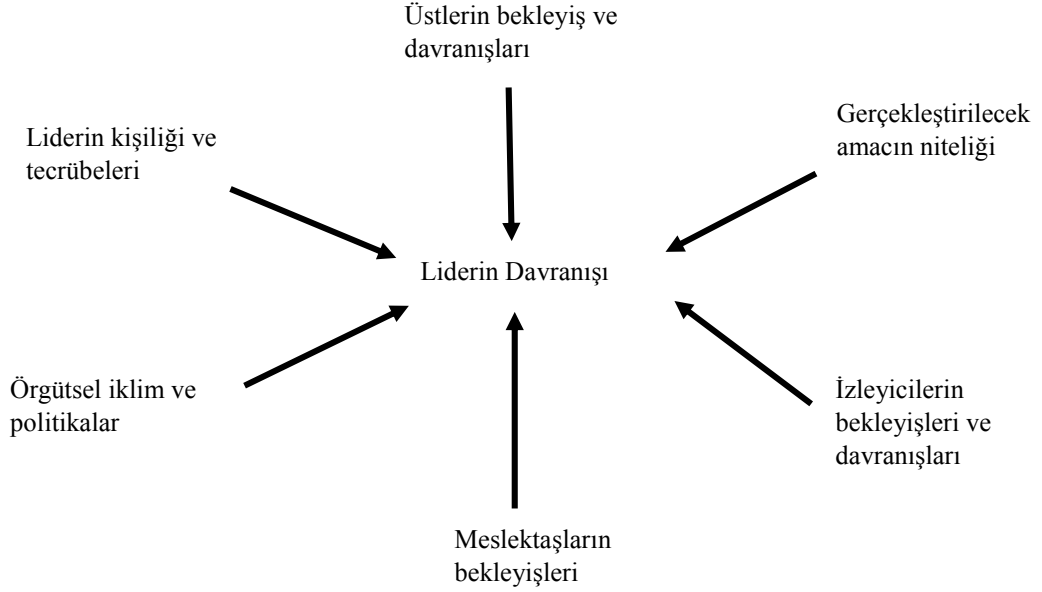 Üstlerin bekleyiş ve
davranışları
Liderin kişiliği ve
tecrübeleri
Gerçekleştirilecek
amacın niteliği
Liderin Davranışı
Örgütsel iklim ve
politikalar
İzleyicilerin
bekleyişleri ve
davranışları
Meslektaşların
bekleyişleri